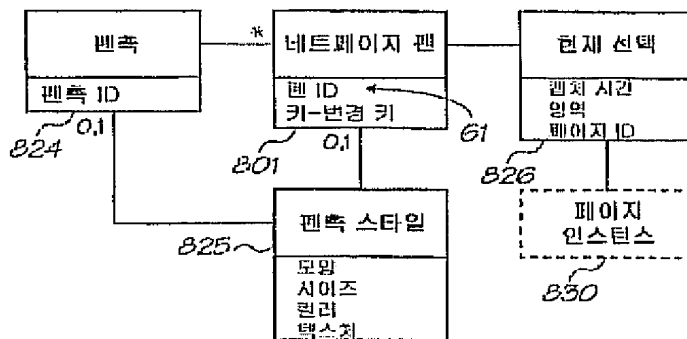 펜촉
*
네트페이지 펜
현재 선택
펜촉 ID
펜 ID
키-변경 키
캡처 시간
영역
페이지 ID
0,1
824
801
0,1
61
826
펜촉 스타일
페이지
인스턴스
825
모양
사이즈
컬러
텍스처
830